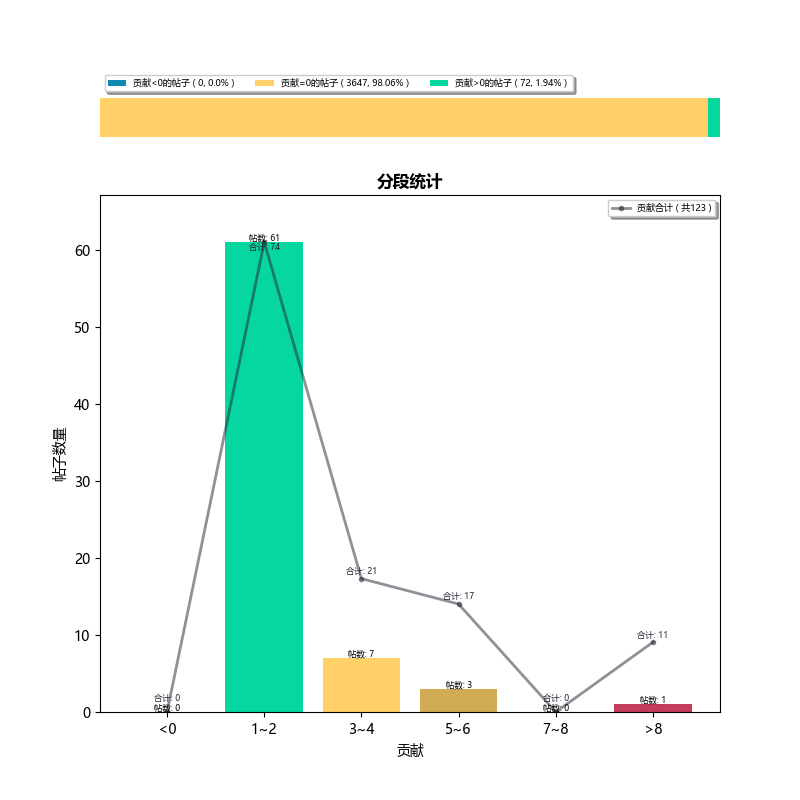 贡献<0的帖子 ( 0, 0.0% ) 贡献=0的帖子 ( 3647, 98.06% ) 贡献>0的帖子 ( 72, 1.94% )
分段统计
贡献合计 ( 共123 )
帖子数量
60
50
40
30
20
10
0
帖数: 61
合计: 74
合计: 21
合计: 17
合计: 11
帖数: 7
帖数: 3
帖数: 1
合计: 0
帖数: 0
合计: 0
帖数: 0
<0 1~2 3~4 5~6 7~8 >8
贡献